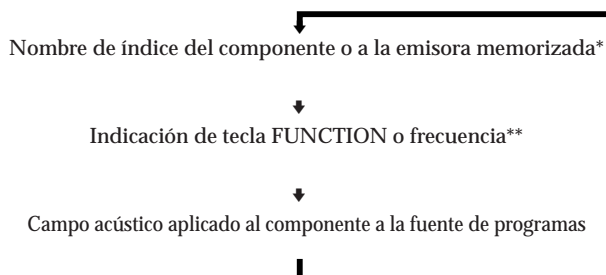 Nombre de índice del componente o a la emisora memorizada*
Indicación de tecla FUNCTION o frecuencia**
Campo acústico aplicado al componente a la fuente de programas